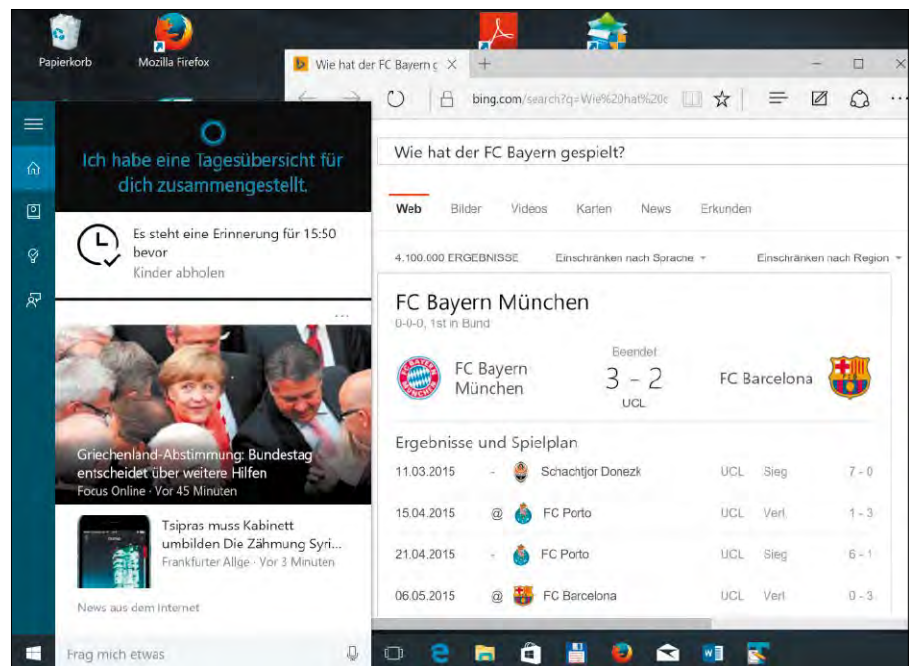 Papierkorb
Mozilla Firefox
Wie hat der FC Bayern g
bing.com/search?q=Wie%20hat%20c
Ich habe eine Tagesübersicht für
dich zusammengestellt.
Es steht eine Erinnerung für 15:50
bevor
Kinder abholen
Griechenland-Abstimmung: Bundestag
entscheidet über weitere Hilfen
Focus Online · Vor 45 Minuten
Tsipras muss Kabinett
umbilden Die Zähmung Syri...
Frankfurter Allge · Vor 3 Minuten
News aus dem Internet
Frag mich etwas
Wie hat der FC Bayern gespielt?
Web Bilder Videos Karten News Erkunden
4.100.000 ERGEBNISSE Einschränken nach Sprache Einschränken nach Region
FC Bayern München
0-0-0, 1st in Bund
Beendet
FC Bayern München 3 - 2 FC Barcelona
UCL
Ergebnisse und Spielplan
11.03.2015 - Schachtjor Donezk UCL Sieg 7 - 0
15.04.2015 @ FC Porto UCL Verl. 1 - 3
21.04.2015 - FC Porto UCL Sieg 6 - 1
06.05.2015 @ FC Barcelona UCL Verl. 0 - 3